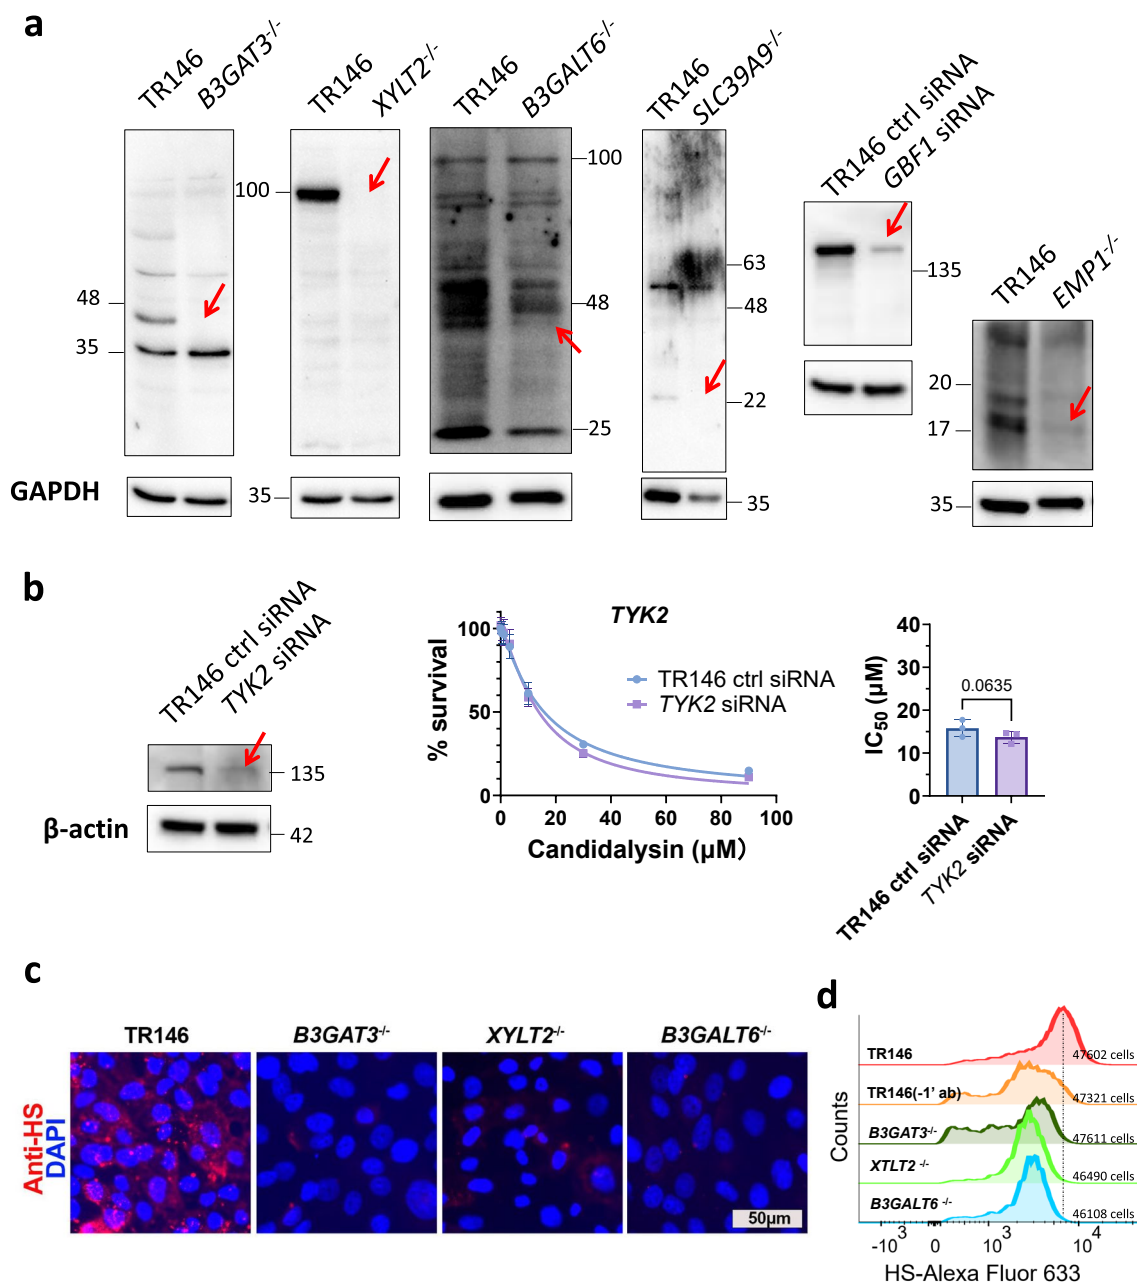 a
TR146
B3GAT3-/-
TR146
XYLT2-/-
TR146
B3GALT6-/-
TR146
SLC39A9-/-
TR146 ctrl siRNA
GBF1 siRNA
TR146
EMP1-/-
48
35
100
100
48
25
63
48
22
135
20
17
GAPDH
35
35
35
b
TR146 ctrl siRNA
TYK2 siRNA
135
β-actin
42
TYK2
% survival
100
50
0
0 20 40 60 80 100
Candidalysin (μM)
TR146 ctrl siRNA
TYK2 siRNA
IC50 (μM)
40
30
20
10
0
0.0635
TR146 ctrl siRNA
TYK2 siRNA
c
TR146
B3GAT3-/-
XYLT2-/-
B3GALT6-/-
Anti-HS
DAPI
50μm
d
Counts
TR146
47602 cells
TR146(-1' ab)
47321 cells
B3GAT3-/-
47611 cells
XTLT2 -/-
46490 cells
B3GALT6 -/-
46108 cells
-10³ 0 10³ 10⁴
HS-Alexa Fluor 633